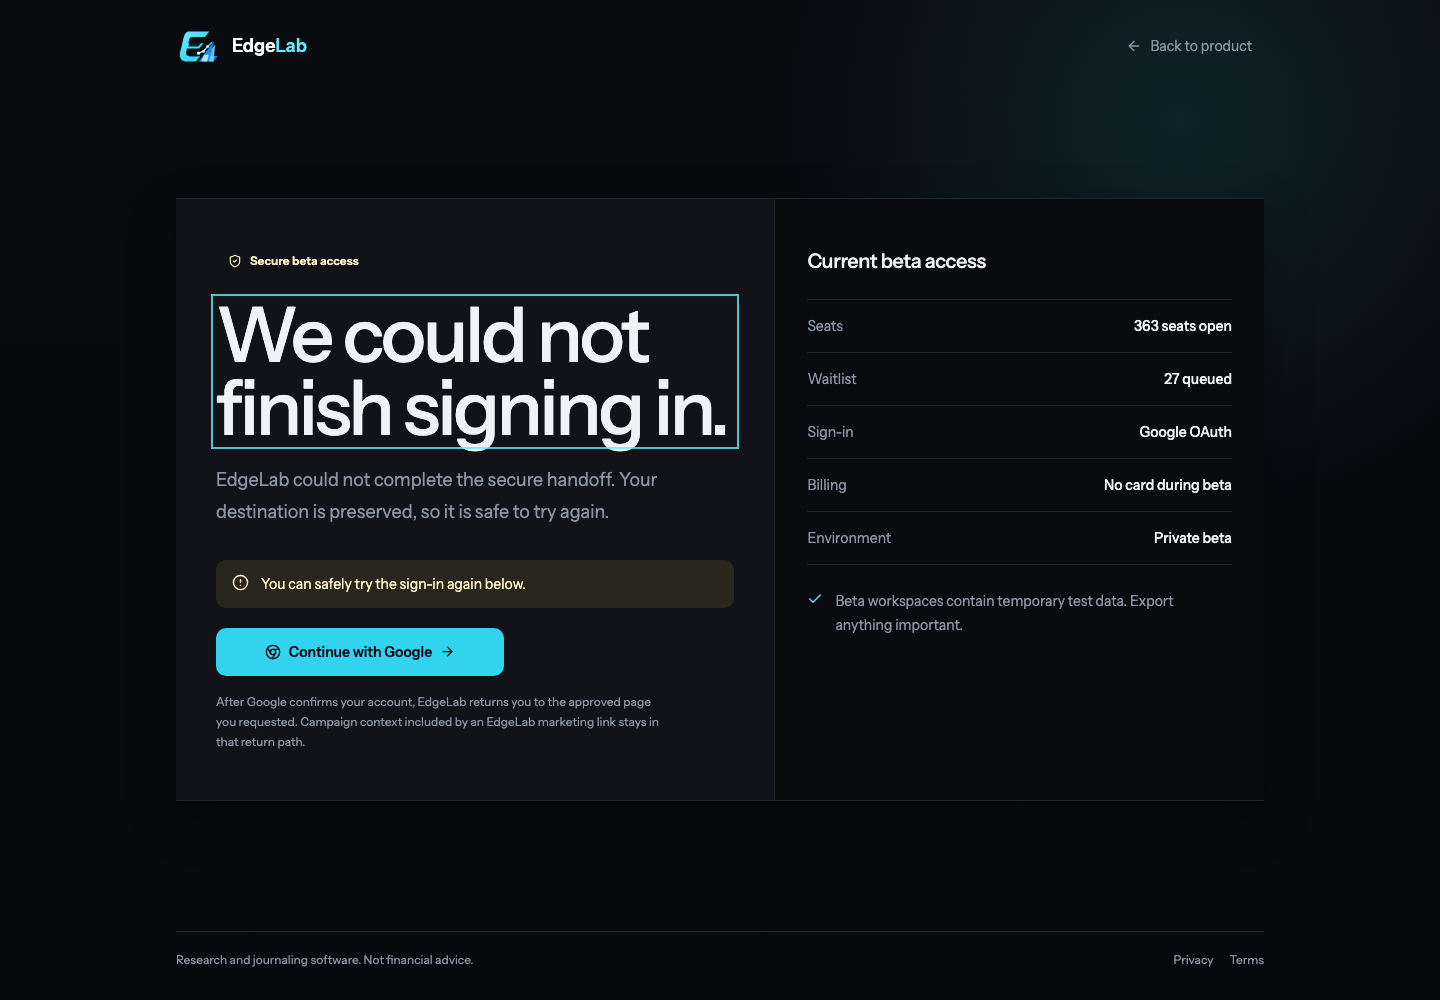 EdgeLab
Back to product
Secure beta access
We could not
finish signing in.
EdgeLab could not complete the secure handoff. Your
destination is preserved, so it is safe to try again.
You can safely try the sign-in again below.
Continue with Google
After Google confirms your account, EdgeLab returns you to the approved page
you requested. Campaign context included by an EdgeLab marketing link stays in
that return path.
Current beta access
Seats 363 seats open
Waitlist 27 queued
Sign-in Google OAuth
Billing No card during beta
Environment Private beta
Beta workspaces contain temporary test data. Export
anything important.
Research and journaling software. Not financial advice.
Privacy Terms